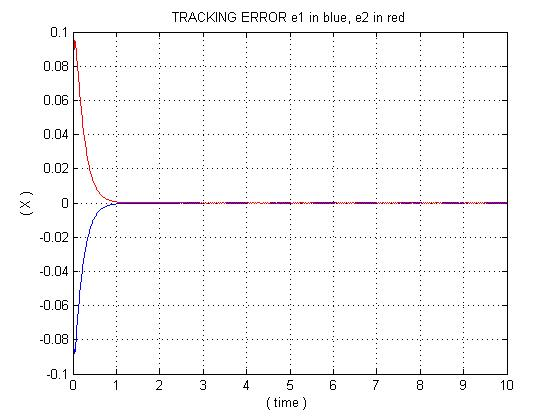 TRACKING ERROR e1 in blue, e2 in red
0.1
0.08
0.06
0.04
0.02
0
-0.02
-0.04
-0.06
-0.08
-0.1
( X )
0 1 2 3 4 5 6 7 8 9 10
( time )